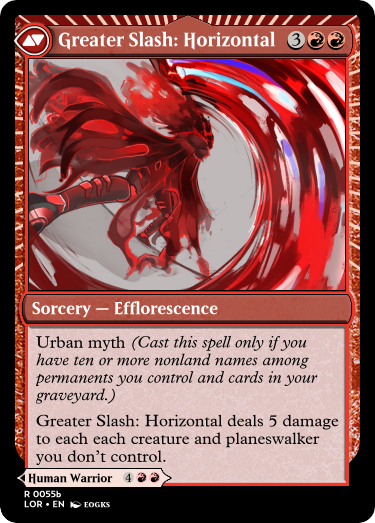 Greater Slash: Horizontal 3
Sorcery — Efflorescence
Urban myth (Cast this spell only if you
have ten or more nonland names among
permanents you control and cards in your
graveyard.)
Greater Slash: Horizontal deals 5 damage
to each each creature and planeswalker
you don't control.
Human Warrior 4
R 0055b
LOR • EN EOGKS